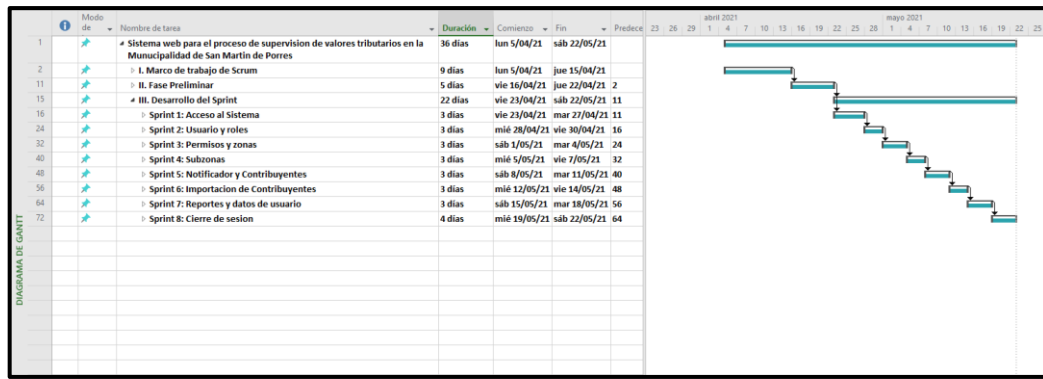 Modo de Nombre de tarea Duración Comienzo Fin Predece
abril 2021 mayo 2021
23 26 29 1 4 7 10 13 16 19 22 25 28 1 4 7 10 13 16 19 22 25
1 Sistema web para el proceso de supervision de valores tributarios en la Munucipalidad de San Martin de Porres 36 días lun 5/04/21 sáb 22/05/21
2 I. Marco de trabajo de Scrum 9 días lun 5/04/21 jue 15/04/21
11 II. Fase Preliminar 5 días vie 16/04/21 jue 22/04/21 2
15 III. Desarrollo del Sprint 22 días vie 23/04/21 sáb 22/05/21 11
16 Sprint 1: Acceso al Sistema 3 días vie 23/04/21 mar 27/04/21 11
24 Sprint 2: Usuario y roles 3 días mié 28/04/21 vie 30/04/21 16
32 Sprint 3: Permisos y zonas 3 días sáb 1/05/21 mar 4/05/21 24
40 Sprint 4: Subzonas 3 días mié 5/05/21 vie 7/05/21 32
48 Sprint 5: Notificador y Contribuyentes 3 días sáb 8/05/21 mar 11/05/21 40
56 Sprint 6: Importacion de Contribuyentes 3 días mié 12/05/21 vie 14/05/21 48
64 Sprint 7: Reportes y datos de usuario 3 días sáb 15/05/21 mar 18/05/21 56
72 Sprint 8: Cierre de sesion 4 días mié 19/05/21 sáb 22/05/21 64
DIAGRAMA DE GANTT